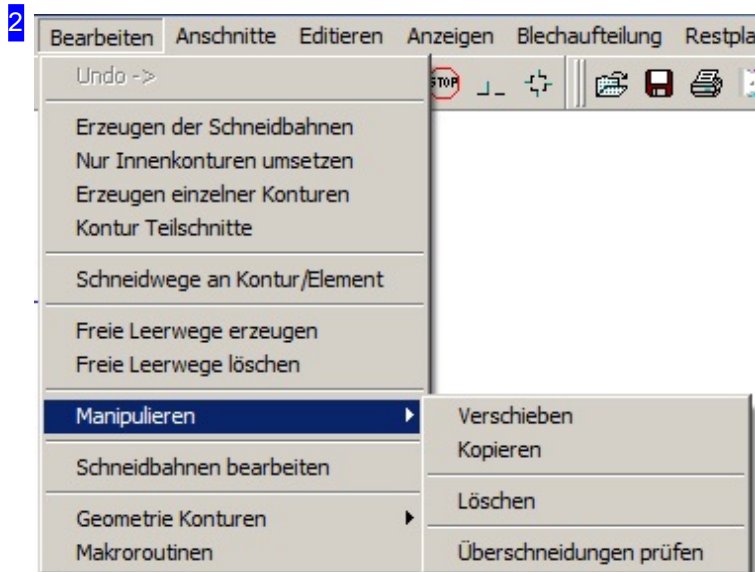 2
Bearbeiten Anschnitte Editieren Anzeigen Blechaufteilung
Undo ->
STOP
Erzeugen der Schneidbahnen
Nur Innenkonturen umsetzen
Erzeugen einzelner Konturen
Kontur Teilschnitte
Schneidwege an Kontur/Element
Freie Leerwege erzeugen
Freie Leerwege löschen
Manipulieren
Verschieben
Kopieren
Schneidbahnen bearbeiten
Löschen
Geometrie Konturen
Makroroutinen
Überschneidungen prüfen